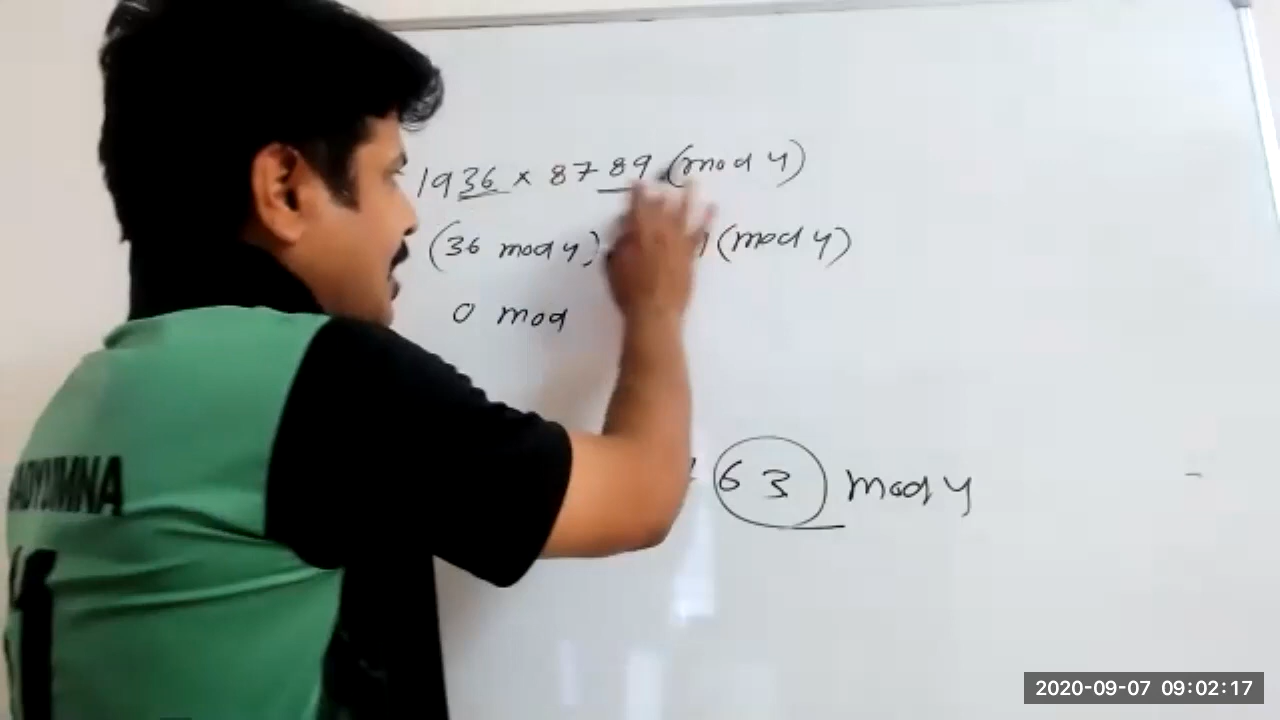 1936 × 8789 (mod 4)
(36 mod 4) (mod 4)
0 mod
63 mod 4
2020-09-07 09:02:17